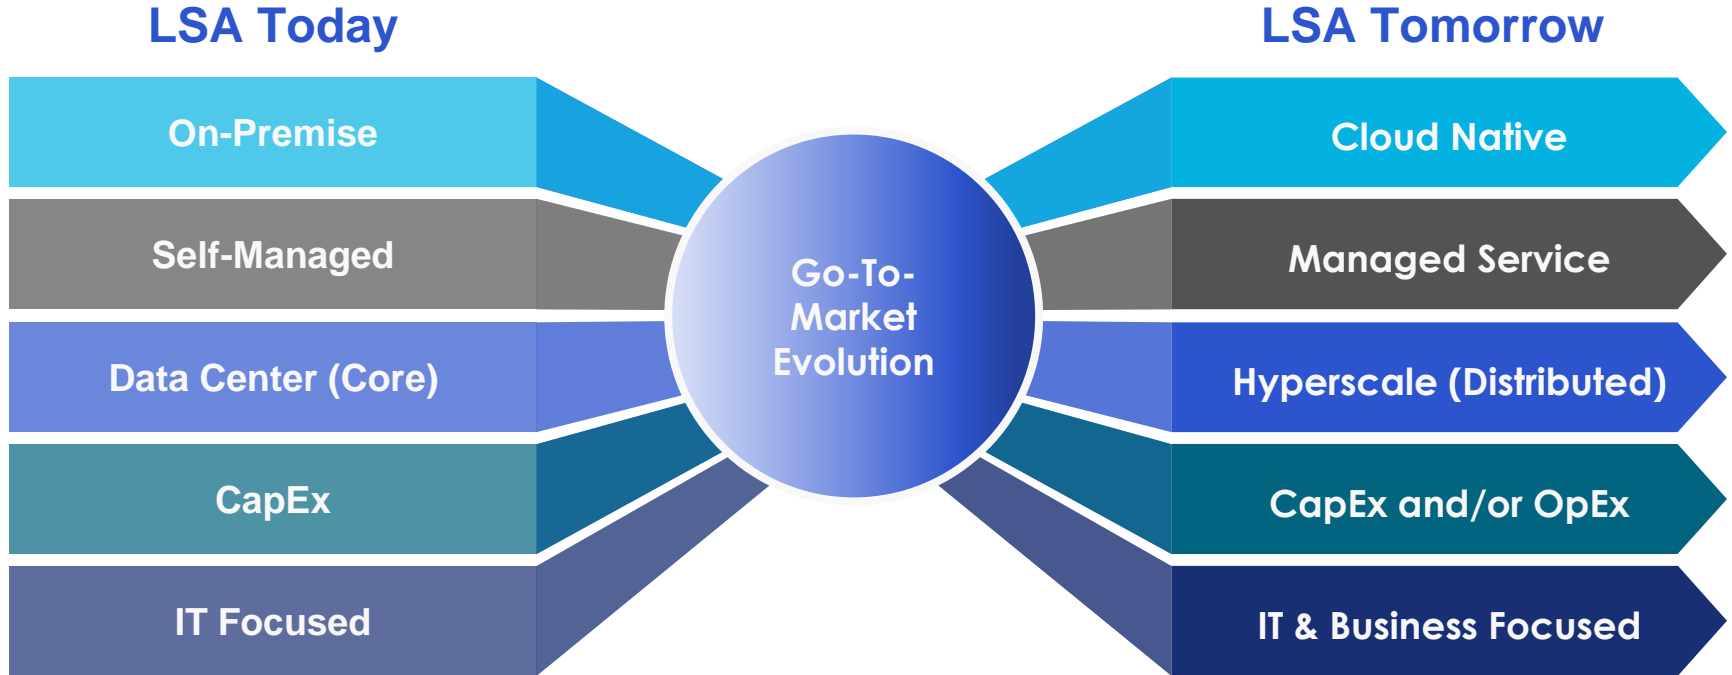 LSA Today
LSA Tomorrow
On-Premise
Self-Managed
Data Center (Core)
CapEx
IT Focused
Go-To-
Market
Evolution
Cloud Native
Managed Service
Hyperscale (Distributed)
CapEx and/or OpEx
IT & Business Focused